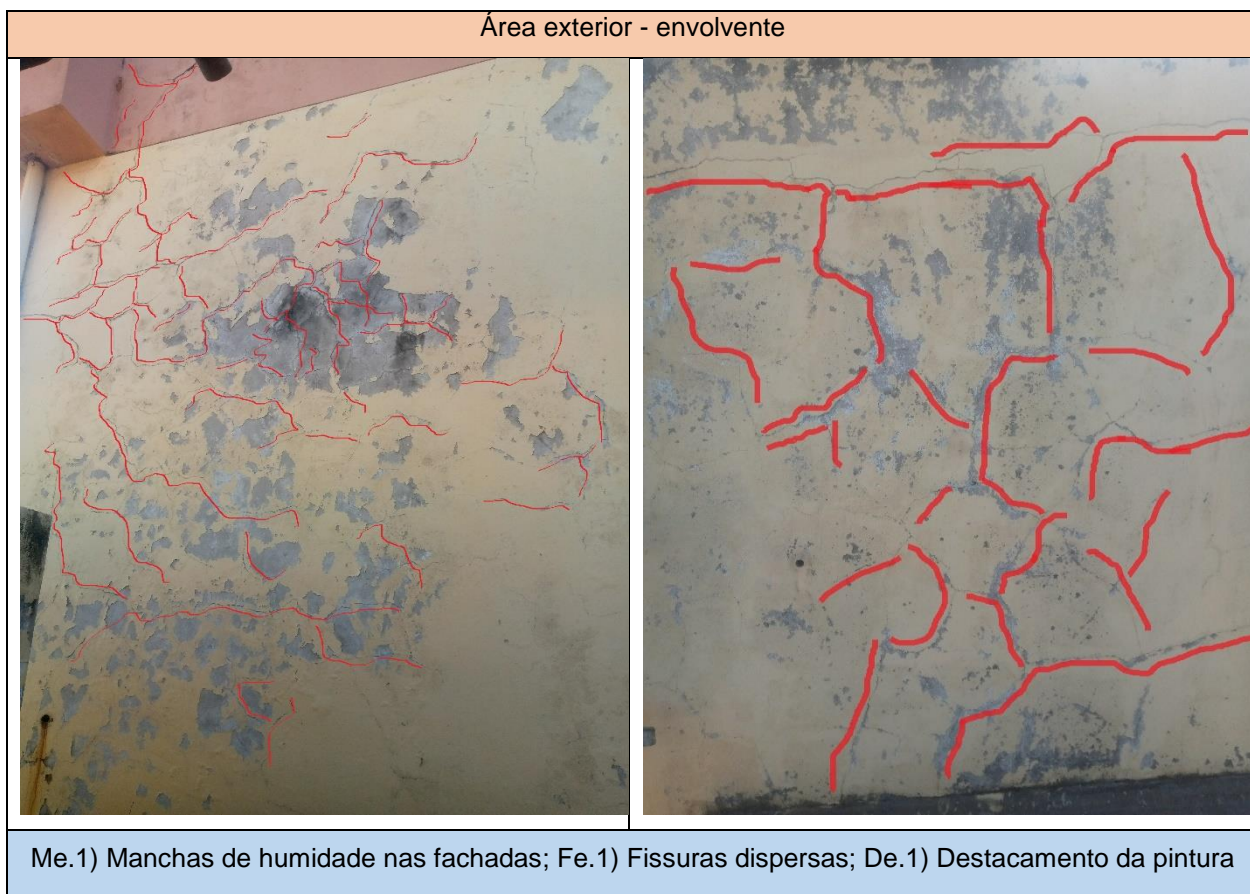 Área exterior - envolvente
Me.1) Manchas de humidade nas fachadas; Fe.1) Fissuras dispersas; De.1) Destacamento da pintura